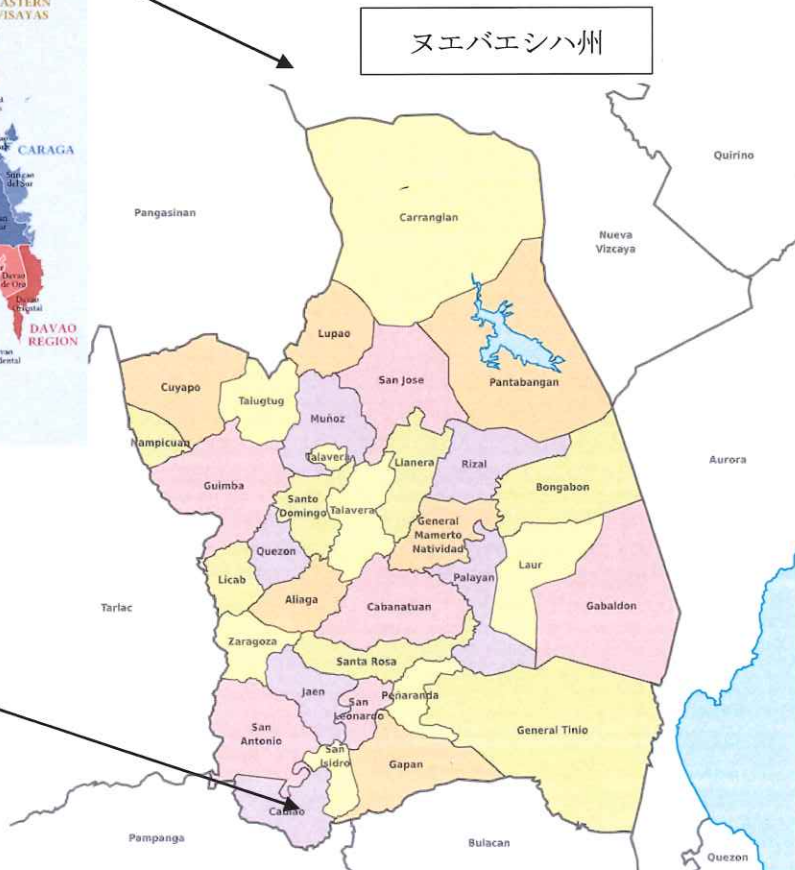 EASTERN
VISAYAS
CARAGA
DAVAO
REGION
ヌエバエシハ州
Quirino
Pangasinan
Carranglan
Nueva
Vizcaya
Lupao
San Jose
Pantabangan
Cuyapo
Talugtug
Muñoz
Nampicuan
Talavera
Llanera
Rizal
Aurora
Guimba
Bongabon
Santo
Domingo
Talavera
General
Mamerto
Natividad
Quezon
Laur
Licab
Palayan
Aliaga
Cabanatuan
Gabaldon
Tarlac
Zaragoza
Santa Rosa
Jaen
San
Leonardo
Peñaranda
San
Antonio
General Tinio
San
Isidro
Gapan
Cabiao
Pampanga
Bulacan
Quezon